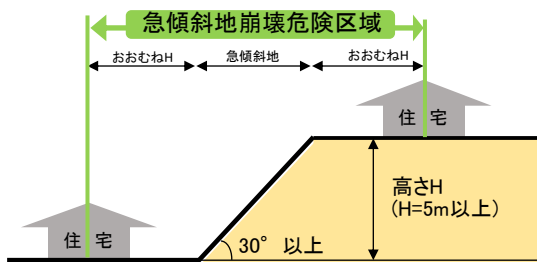 急傾斜地崩壊危険区域
おおむねH
急傾斜地
おおむねH
住 宅
高さH
(H=5m以上)
住 宅
30° 以上